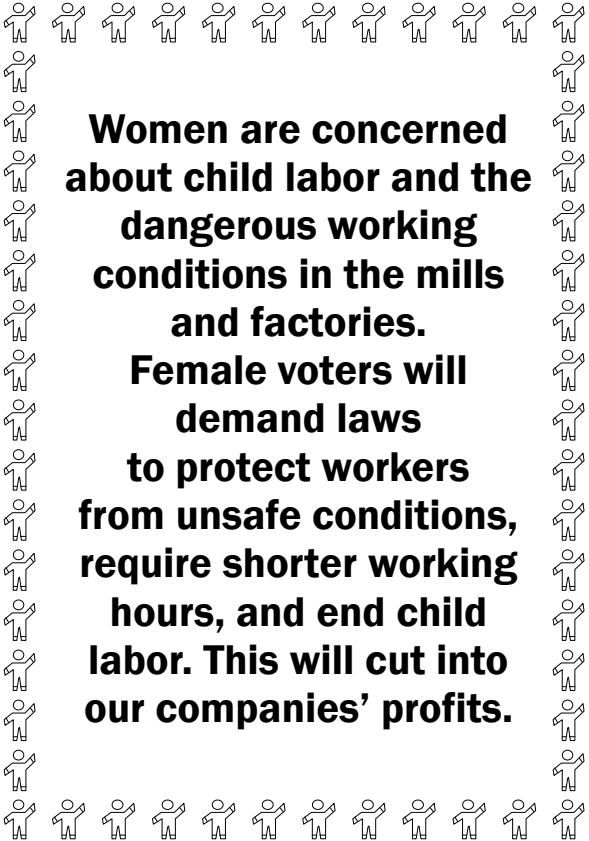 Women are concerned
about child labor and the
dangerous working
conditions in the mills
and factories.
Female voters will
demand laws
to protect workers
from unsafe conditions,
require shorter working
hours, and end child
labor. This will cut into
our companies’ profits.